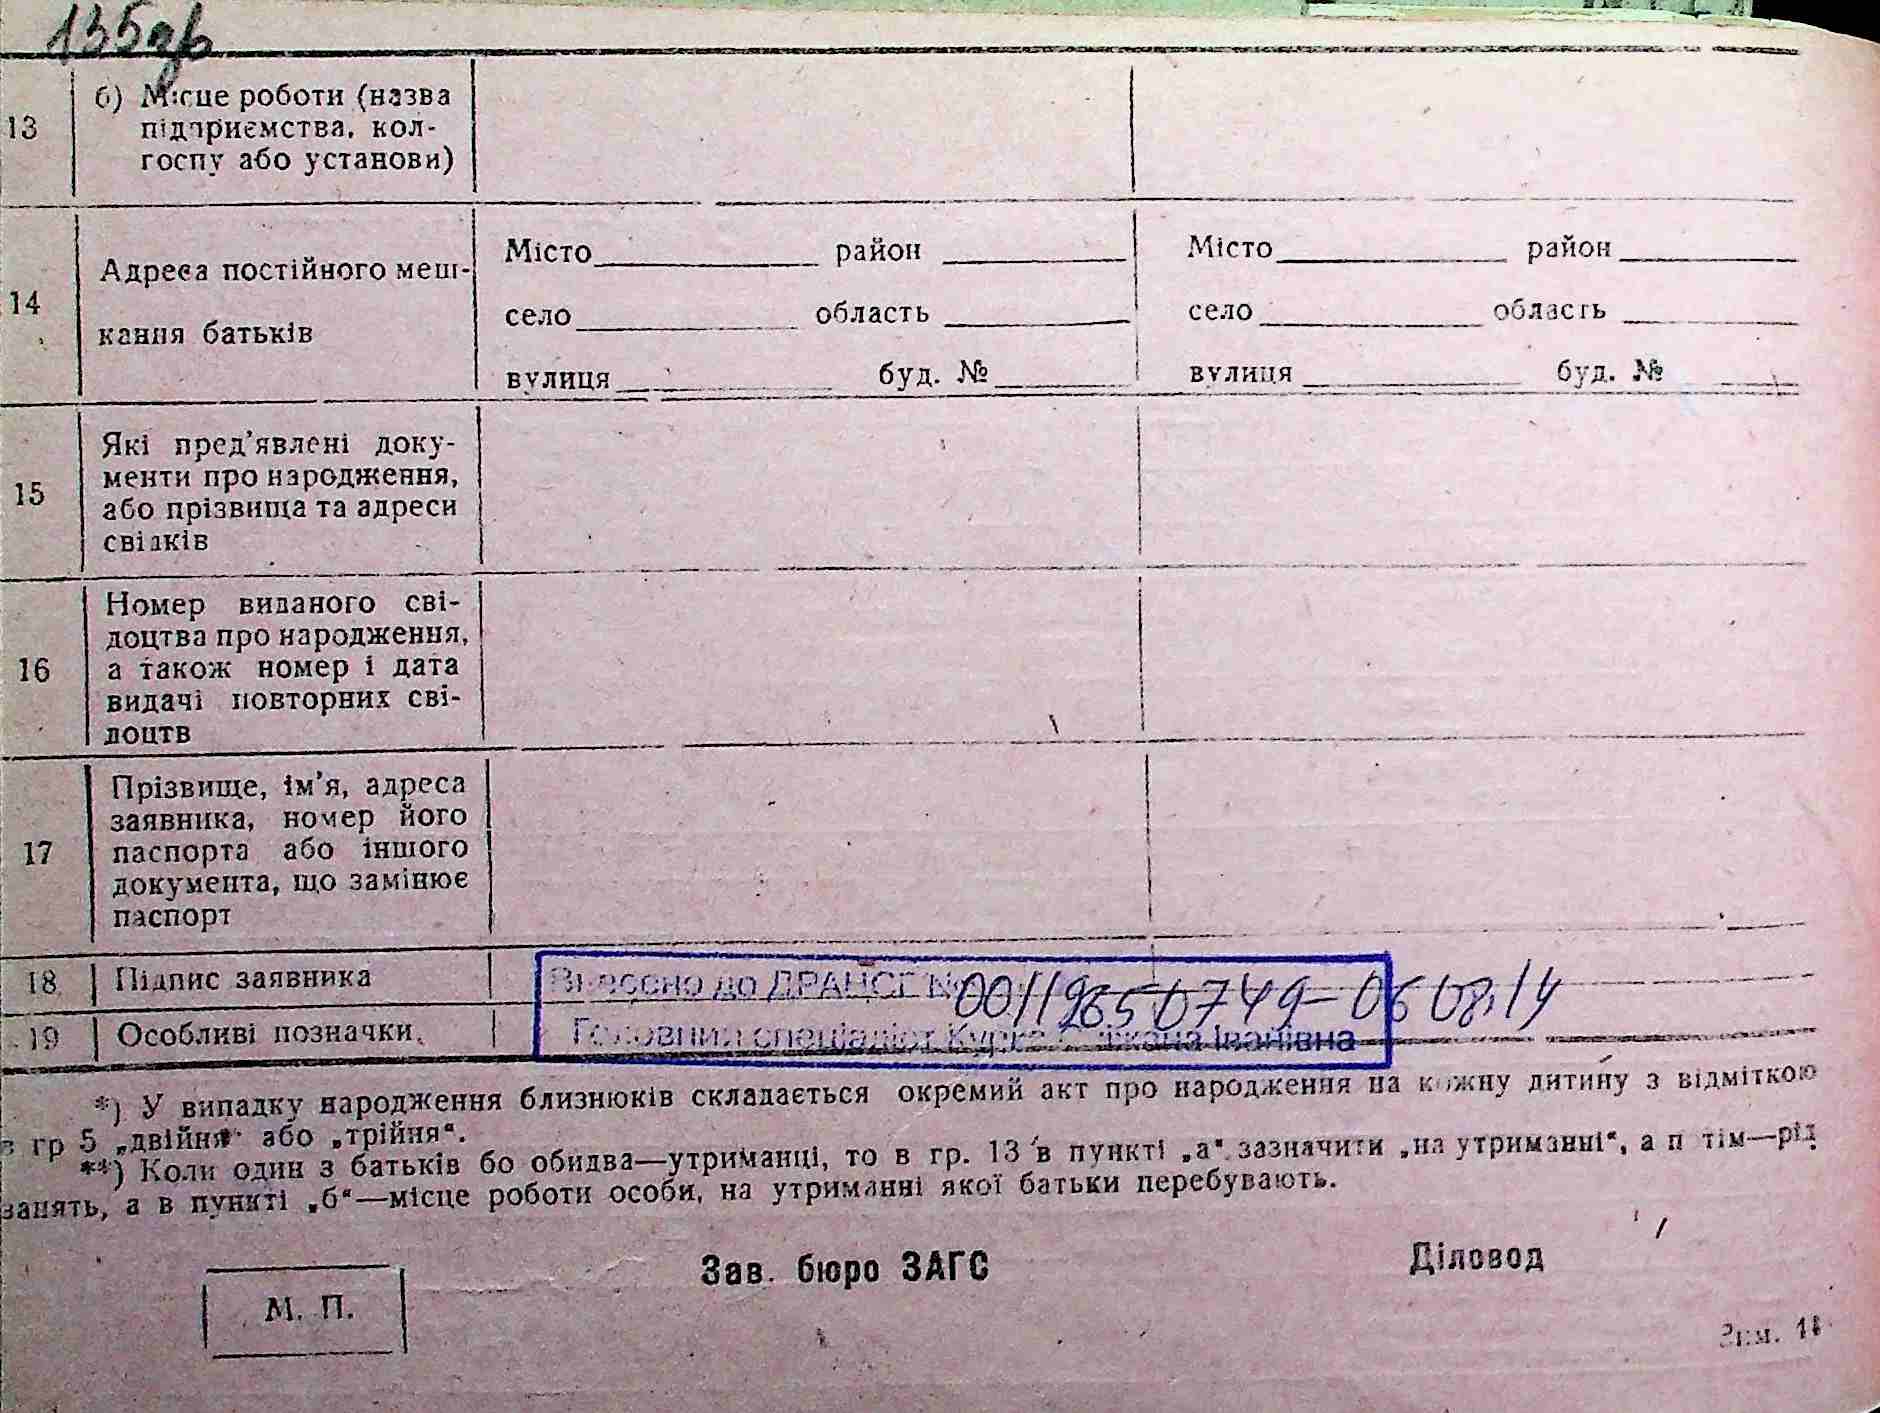 135зв
13
б) Місце роботи (назва
підприємства, кол-
госпу або установи)
14
Адреса постійного меш-
кання батьків
Місто район
село область
вулиця буд. №
Місто район
село область
вулиця буд. №
15
Які пред’явлені доку-
менти про народження,
або прізвища та адреси
свідків
16
Номер виданого сві-
доцтва про народження,
а також номер і дата
видачі повторних сві-
доцтв
17
Прізвище, ім’я, адреса
заявника, номер його
паспорта або іншого
документа, що замінює
паспорт
18 Підпис заявника
Внесено до ДРАЦСГ № 00119650749-060814
19 Особливі позначки
Головний спеціаліст Іванівна
*) У випадку народження близнюків складається окремий акт про народження на кожну дитину з відміткою
в гр 5 „двійня“ або „трійня“.
**) Коли один з батьків бо обидва—утриманці, то в гр. 13 в пункті „а“ зазначити „на утриманні“, а п тім—рід
занять, а в пункті „б“—місце роботи особи, на утриманні якої батьки перебувають.
Зав. бюро ЗАГС
Діловод
М. П.